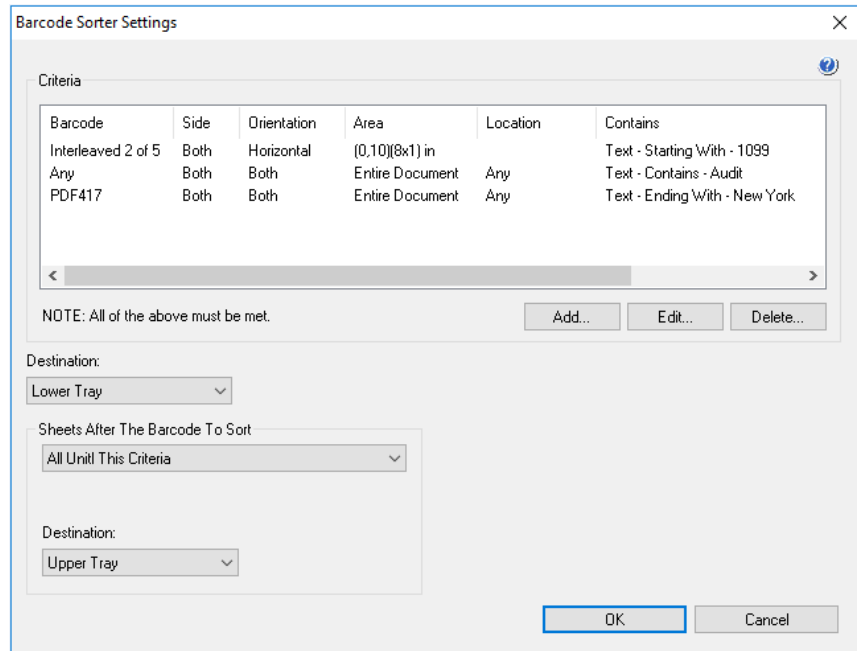 Barcode Sorter Settings
Criteria
Barcode Side Orientation Area Location Contains
Interleaved 2 of 5 Both Horizontal (0,10)(8x1) in Text - Starting With - 1099
Any Both Both Entire Document Any Text - Contains - Audit
PDF417 Both Both Entire Document Any Text - Ending With - New York
NOTE: All of the above must be met.
Add... Edit... Delete...
Destination:
Lower Tray
Sheets After The Barcode To Sort
All Unitl This Criteria
Destination:
Upper Tray
OK Cancel